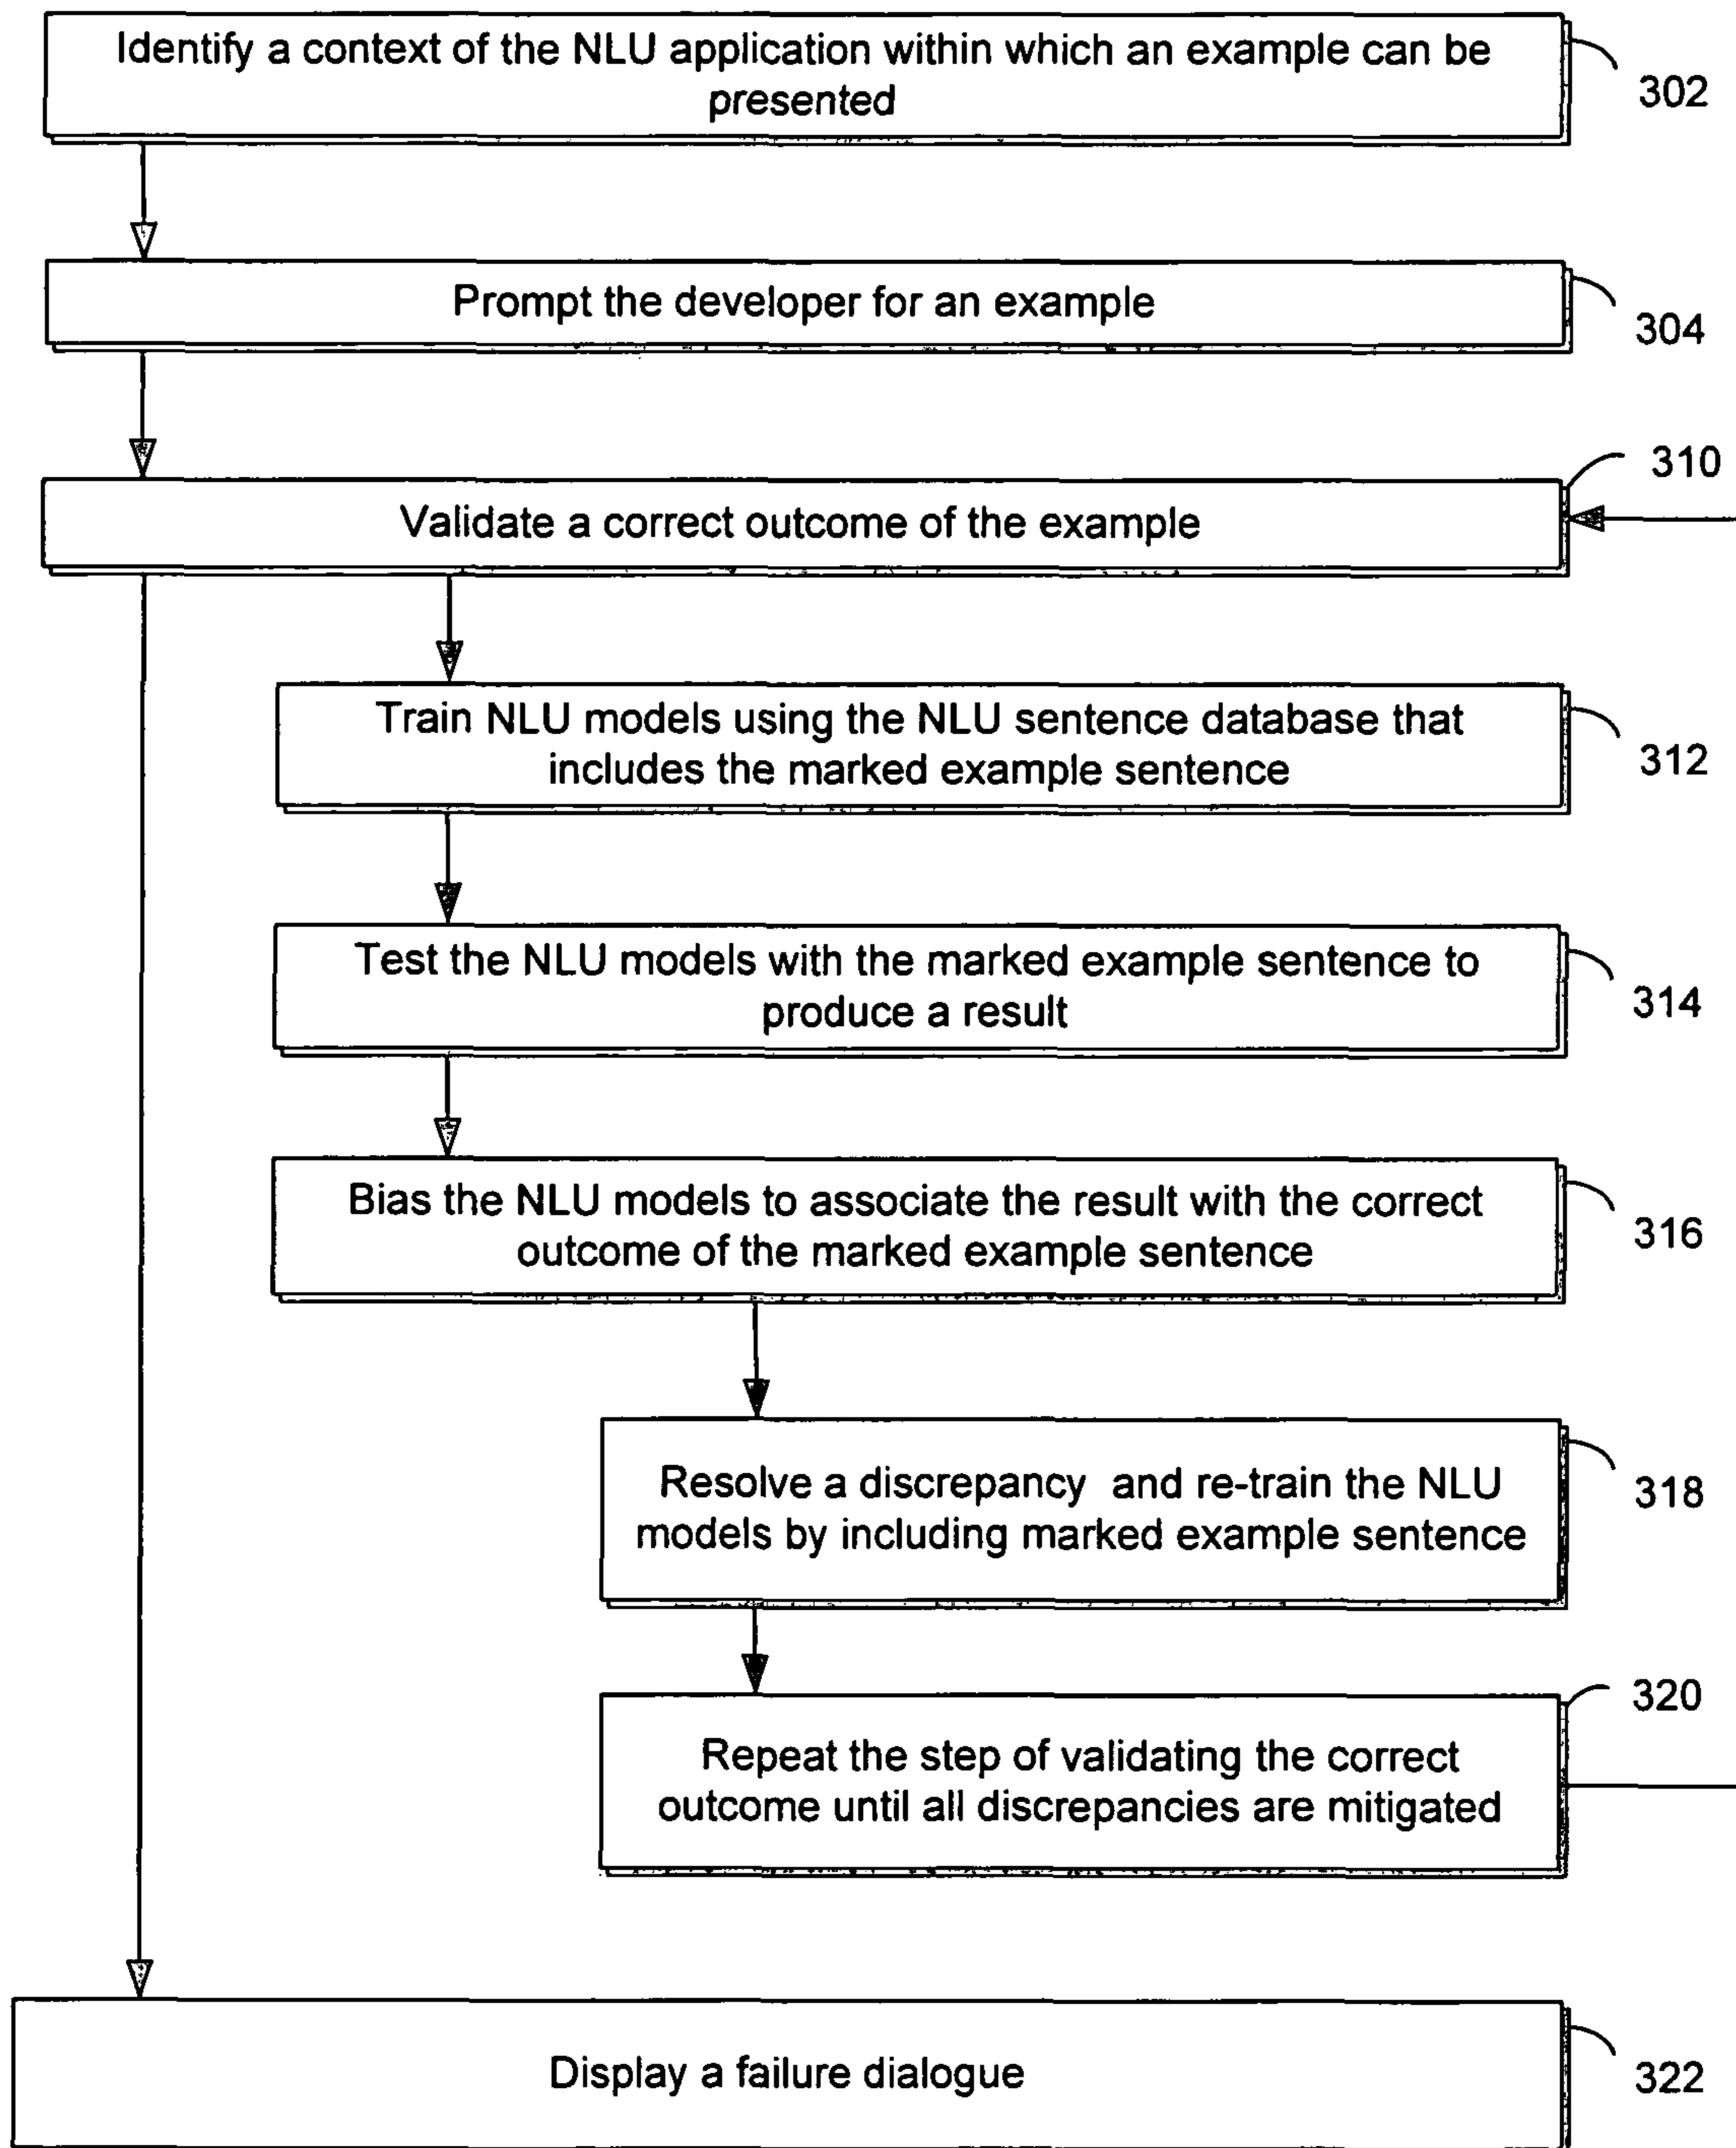 Identify a context of the NLU application within which an example can be
presented
302
Prompt the developer for an example
304
310
Validate a correct outcome of the example
Train NLU models using the NLU sentence database that
includes the marked example sentence
312
Test the NLU models with the marked example sentence to
produce a result
314
Bias the NLU models to associate the result with the correct
outcome of the marked example sentence
316
Resolve a discrepancy and re-train the NLU
models by including marked example sentence
318
320
Repeat the step of validating the correct
outcome until all discrepancies are mitigated
Display a failure dialogue
322